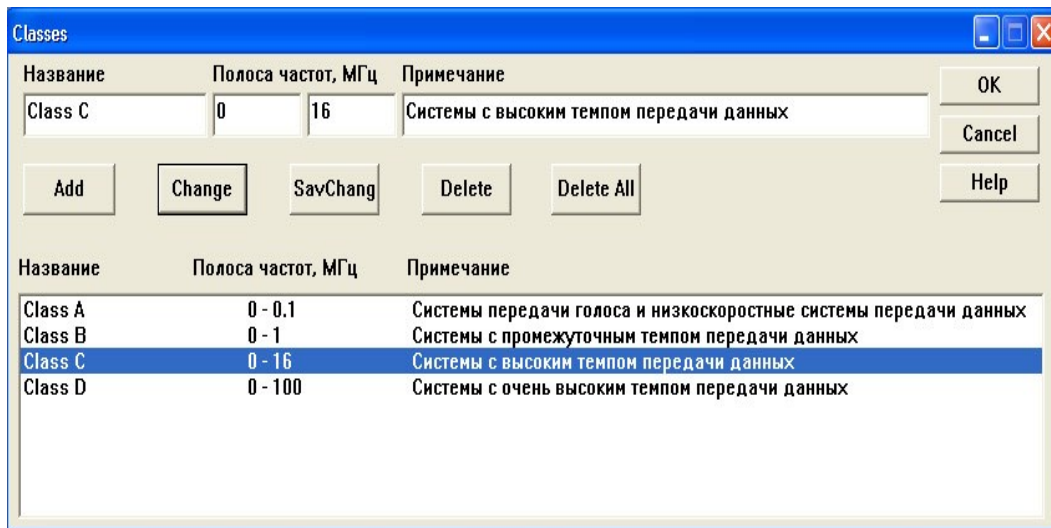 Classes
Название Полоса частот, МГц Примечание
Class C 0 16 Системы с высоким темпом передачи данных
OK
Cancel
Help
Add Change SavChang Delete Delete All
Название Полоса частот, МГц Примечание
Class A 0 - 0.1 Системы передачи голоса и низкоскоростные системы передачи данных
Class B 0 - 1 Системы с промежуточным темпом передачи данных
Class C 0 - 16 Системы с высоким темпом передачи данных
Class D 0 - 100 Системы с очень высоким темпом передачи данных